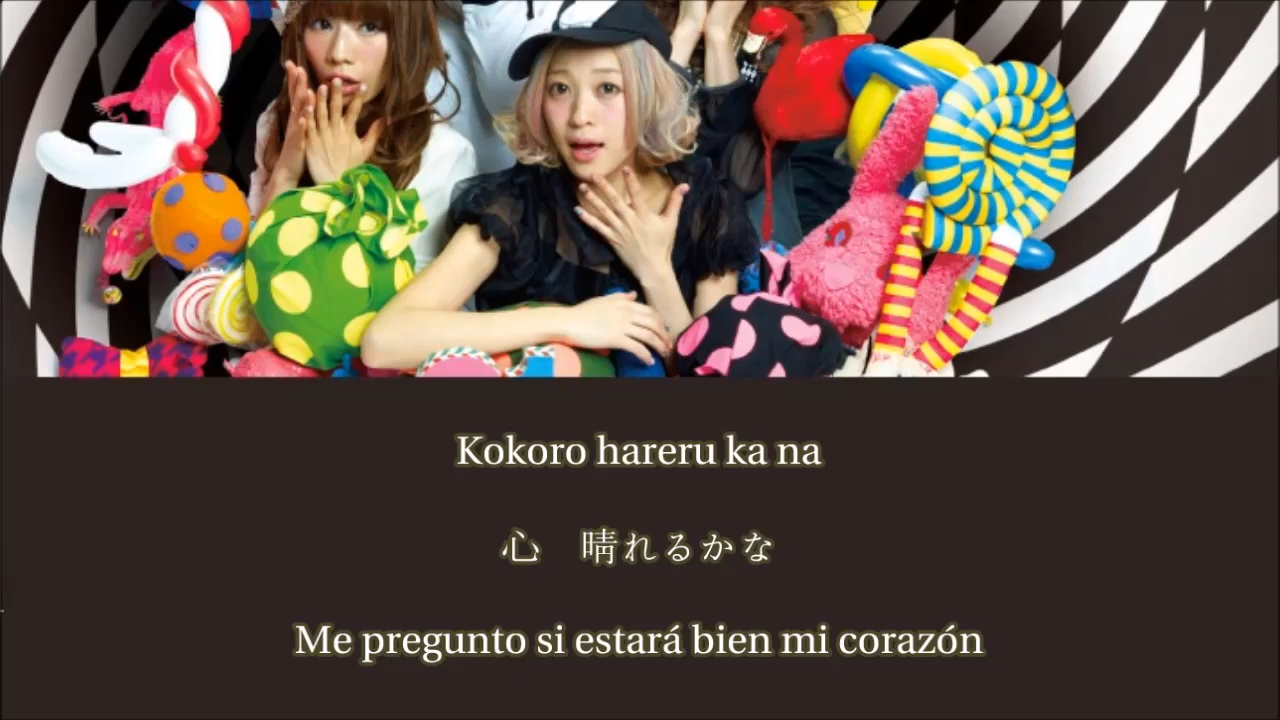 Kokoro hareru ka na
心　晴れるかな
Me pregunto si estará bien mi corazón